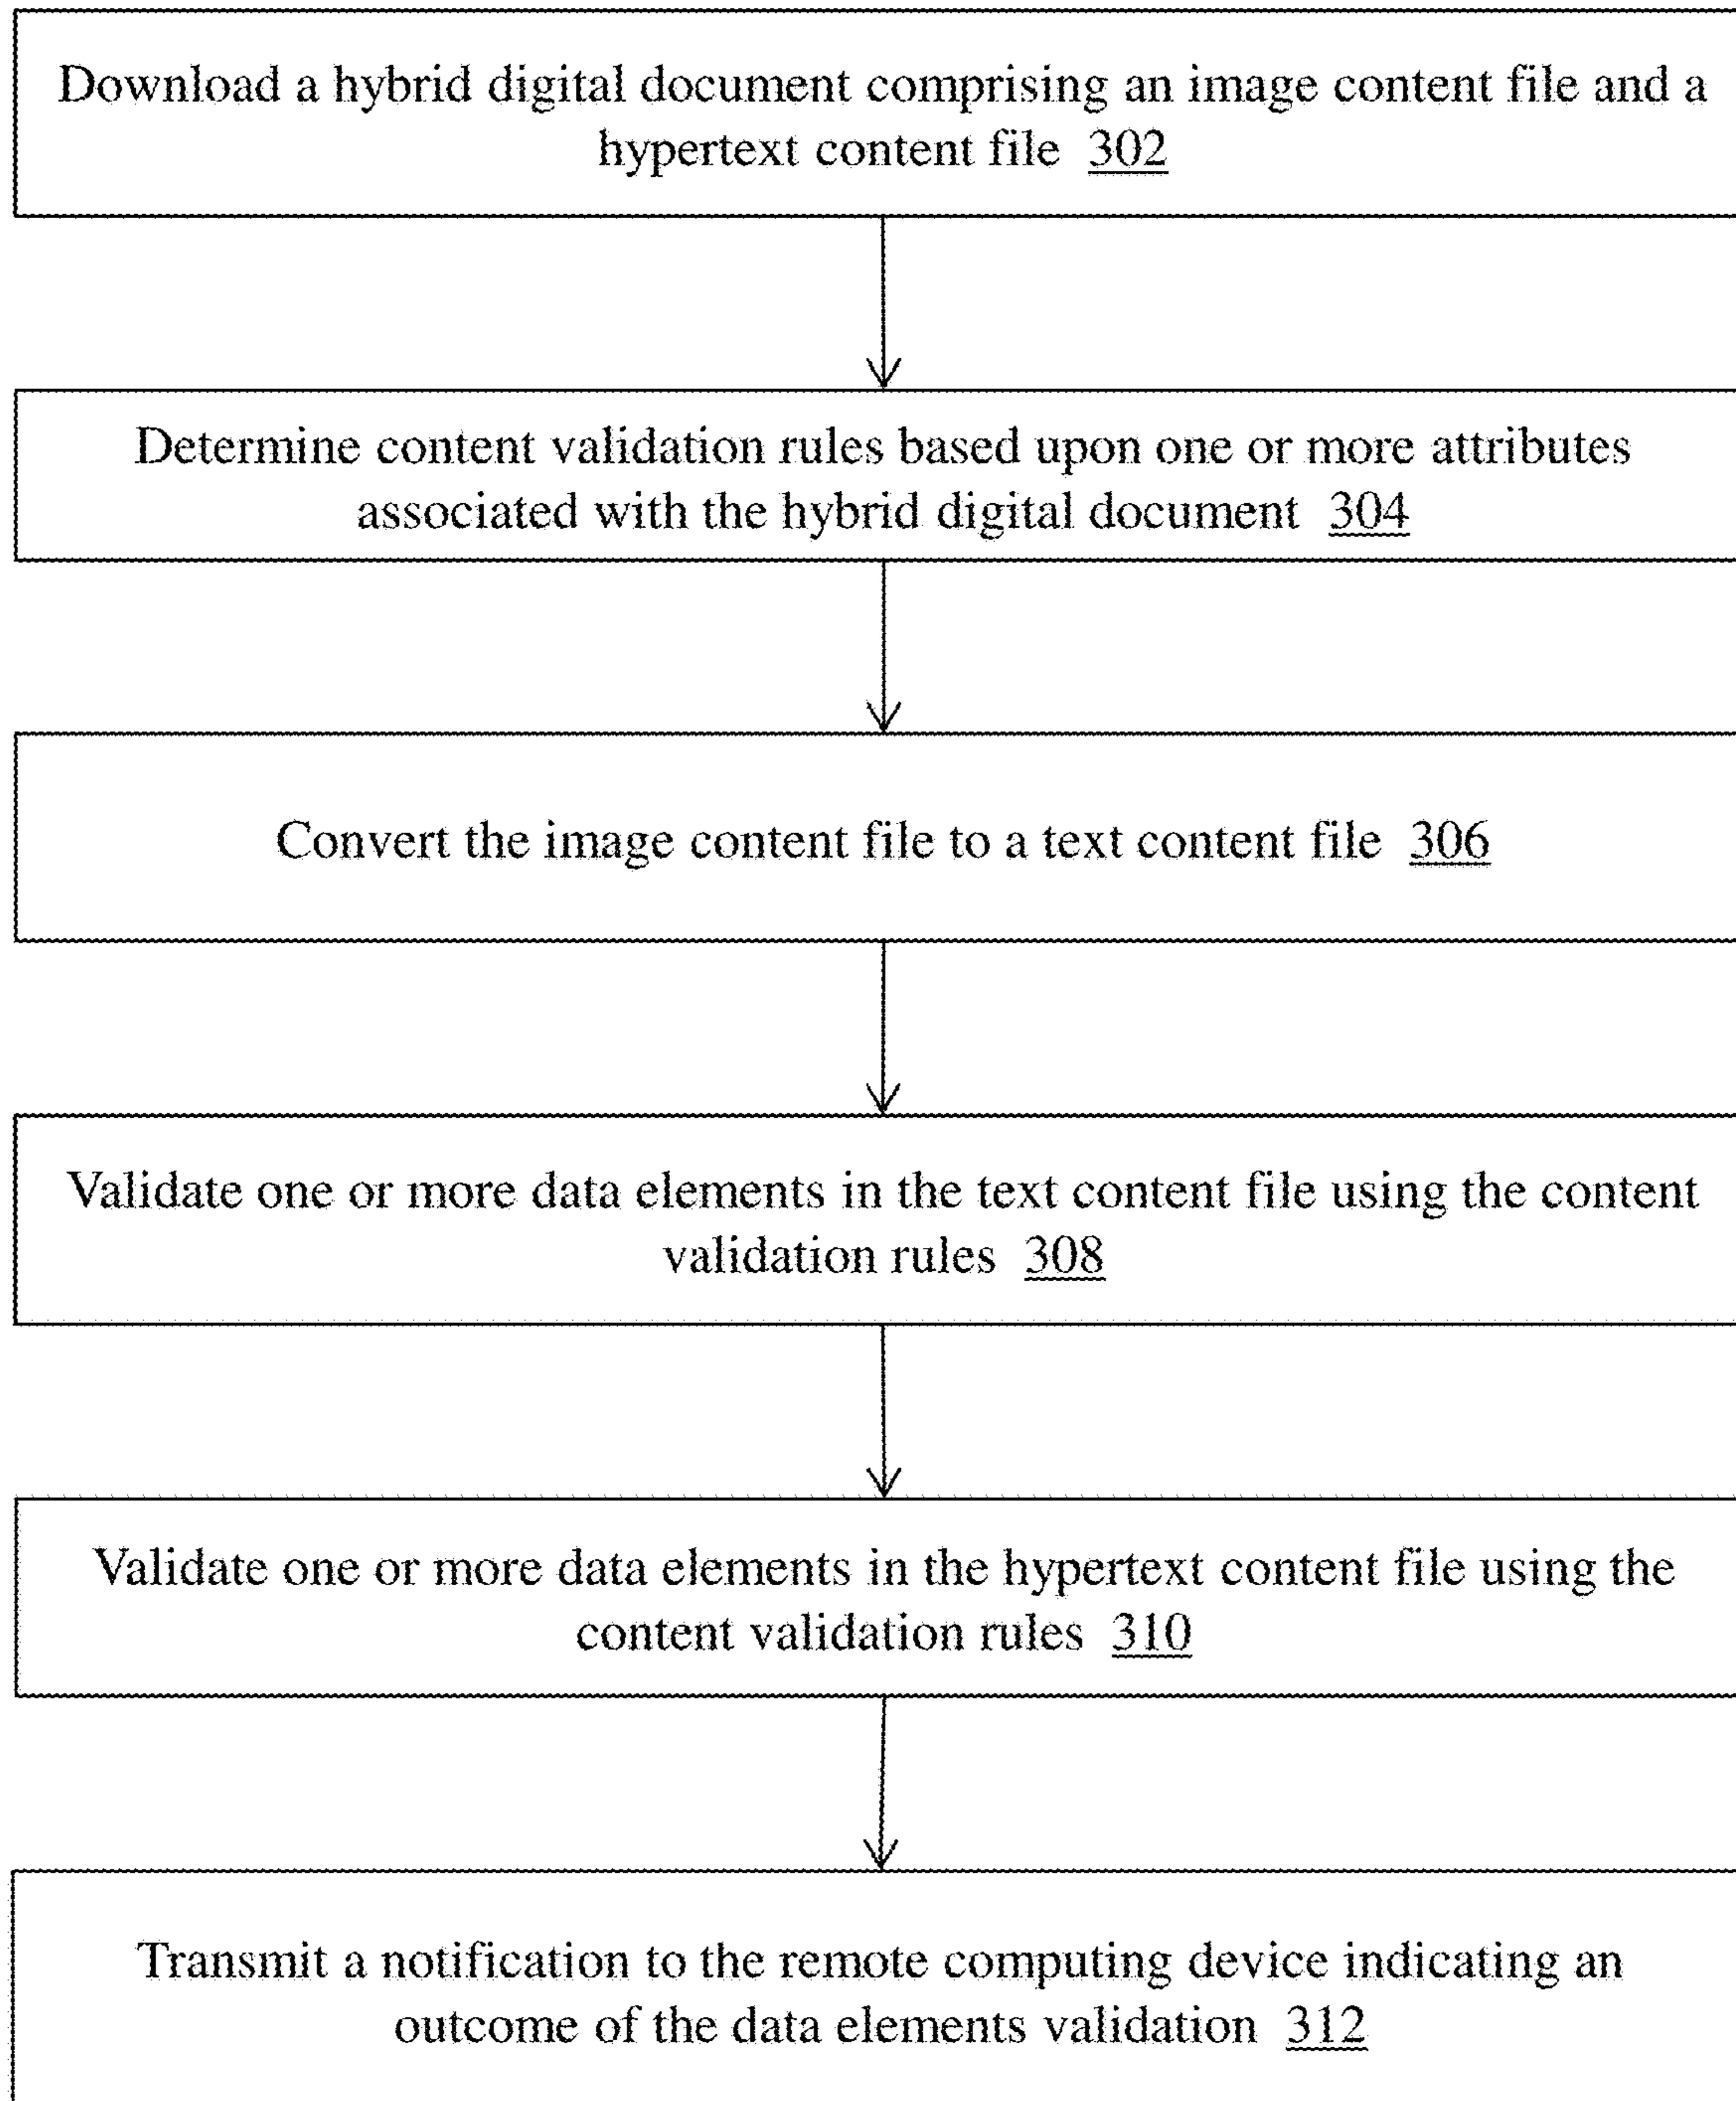 Download a hybrid digital document comprising an image content file and a
hypertext content file 302
Determine content validation rules based upon one or more attributes
associated with the hybrid digital document 304
Convert the image content file to a text content file 306
Validate one or more data elements in the text content file using the content
validation rules 308
Validate one or more data elements in the hypertext content file using the
content validation rules 310
Transmit a notification to the remote computing device indicating an
outcome of the data elements validation 312